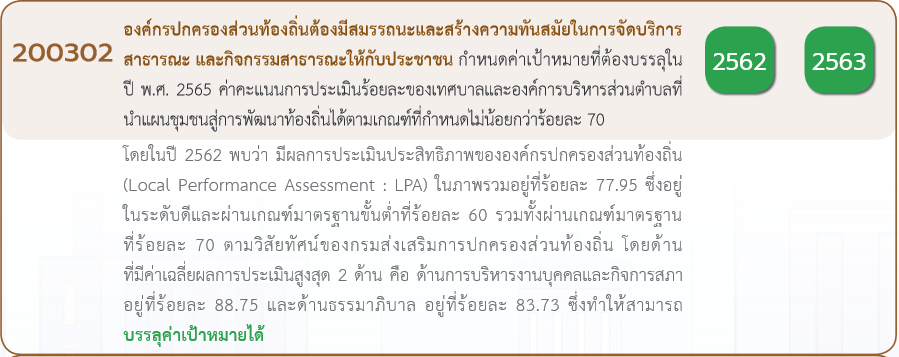 200302
องค์กรปกครองส่วนท้องถิ่นต้องมีสมรรถนะและสร้างความทันสมัยในการจัดบริการ
สาธารณะ และกิจกรรมสาธารณะให้กับประชาชน กำหนดค่าเป้าหมายที่ต้องบรรลุใน
ปี พ.ศ. 2565 ค่าคะแนนการประเมินร้อยละของเทศบาลและองค์การบริหารส่วนตำบลที่
นำแผนชุมชนสู่การพัฒนาท้องถิ่นได้ตามเกณฑ์ที่กำหนดไม่น้อยกว่าร้อยละ 70
2562
2563
โดยในปี 2562 พบว่า มีผลการประเมินประสิทธิภาพขององค์กรปกครองส่วนท้องถิ่น
(Local Performance Assessment : LPA) ในภาพรวมอยู่ที่ร้อยละ 77.95 ซึ่งอยู่
ในระดับดีและผ่านเกณฑ์มาตรฐานขั้นต่ำที่ร้อยละ 60 รวมทั้งผ่านเกณฑ์มาตรฐาน
ที่ร้อยละ 70 ตามวิสัยทัศน์ของกรมส่งเสริมการปกครองส่วนท้องถิ่น โดยด้าน
ที่มีค่าเฉลี่ยผลการประเมินสูงสุด 2 ด้าน คือ ด้านการบริหารงานบุคคลและกิจการสภา
อยู่ที่ร้อยละ 88.75 และด้านธรรมาภิบาล อยู่ที่ร้อยละ 83.73 ซึ่งทำให้สามารถ
บรรลุค่าเป้าหมายได้